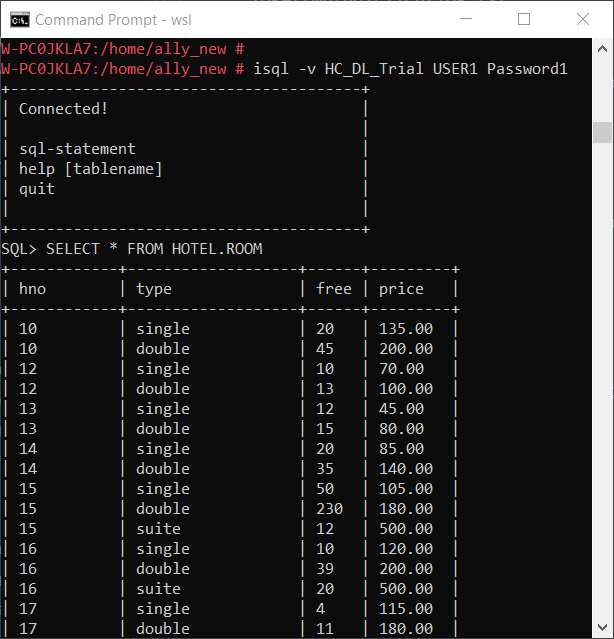 Command Prompt - wsl
W-PC0JKLA7:/home/ally_new #
W-PC0JKLA7:/home/ally_new # isql -v HC_DL_Trial USER1 Password1
+---------------------------------------+
| Connected!                            |
|                                       |
| sql-statement                         |
| help [tablename]                      |
| quit                                  |
|                                       |
+---------------------------------------+
SQL> SELECT * FROM HOTEL.ROOM
+------------+-------------------+------+---------+
| hno        | type              | free | price   |
+------------+-------------------+------+---------+
| 10         | single            | 20   | 135.00  |
| 10         | double            | 45   | 200.00  |
| 12         | single            | 10   | 70.00   |
| 12         | double            | 13   | 100.00  |
| 13         | single            | 12   | 45.00   |
| 13         | double            | 15   | 80.00   |
| 14         | single            | 20   | 85.00   |
| 14         | double            | 35   | 140.00  |
| 15         | single            | 50   | 105.00  |
| 15         | double            | 230  | 180.00  |
| 15         | suite             | 12   | 500.00  |
| 16         | single            | 10   | 120.00  |
| 16         | double            | 39   | 200.00  |
| 16         | suite             | 20   | 500.00  |
| 17         | single            | 4    | 115.00  |
| 17         | double            | 11   | 180.00  |